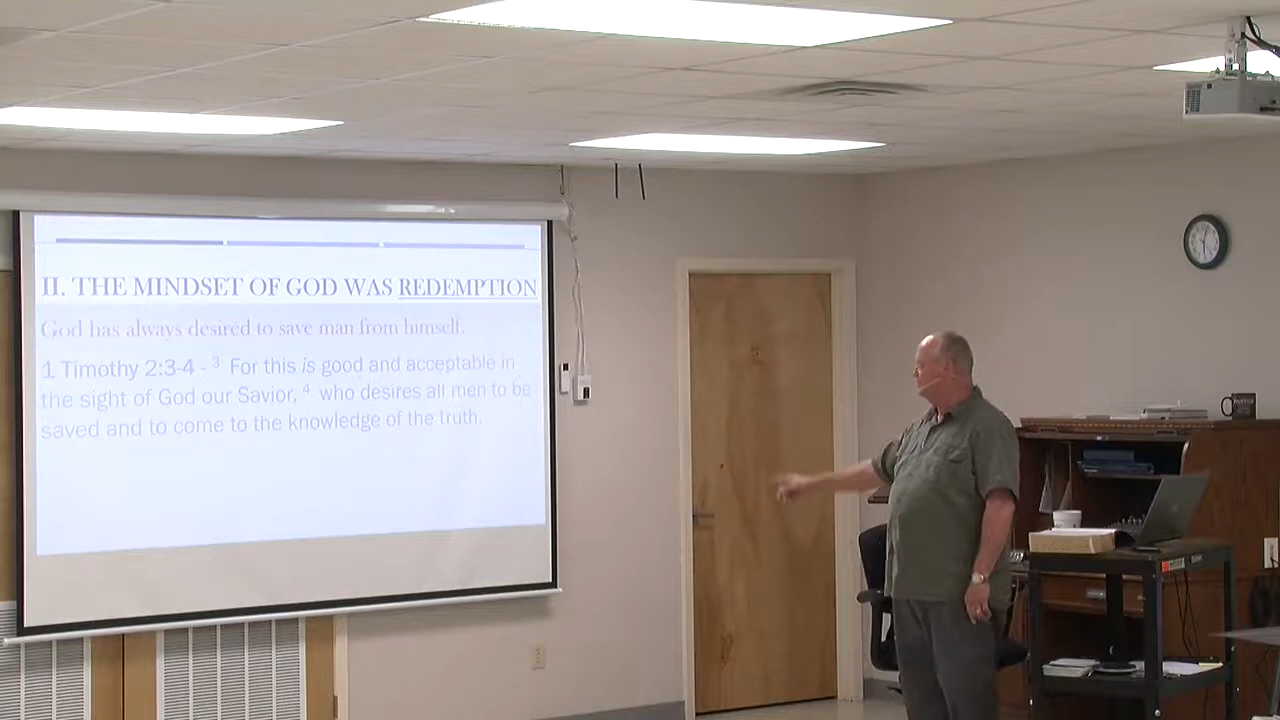 II. THE MINDSET OF GOD WAS REDEMPTION
God has always desired to save man from himself.
1 Timothy 2:3-4 - ³ For this is good and acceptable in
the sight of God our Savior, ⁴ who desires all men to be
saved and to come to the knowledge of the truth.